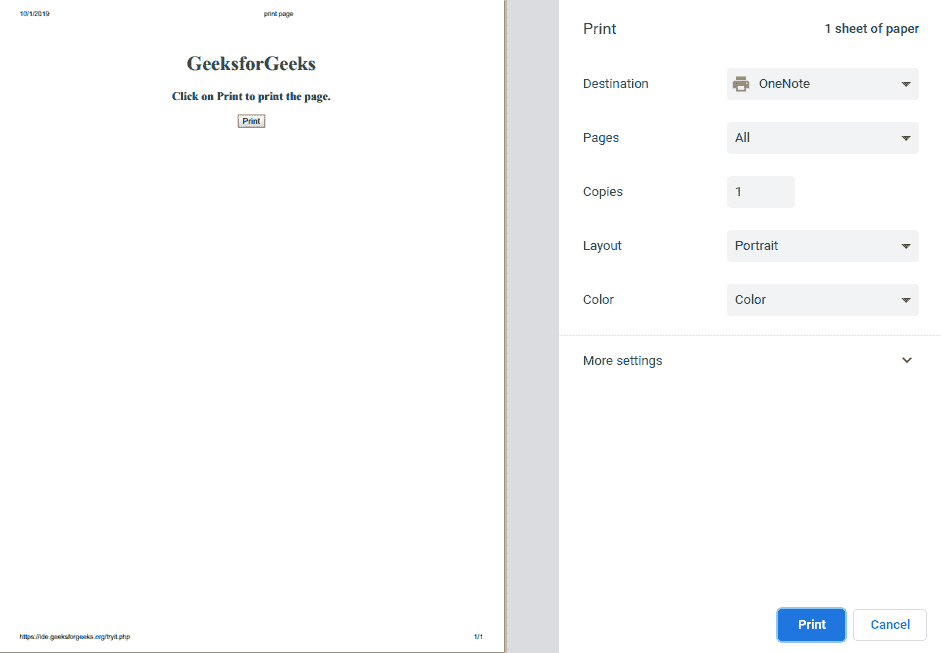 10/1/2019 print page
GeeksforGeeks
Click on Print to print the page.
Print
https://ide.geeksforgeeks.org/tryit.php 1/1
Print 1 sheet of paper
Destination OneNote
Pages All
Copies 1
Layout Portrait
Color Color
More settings
Print Cancel